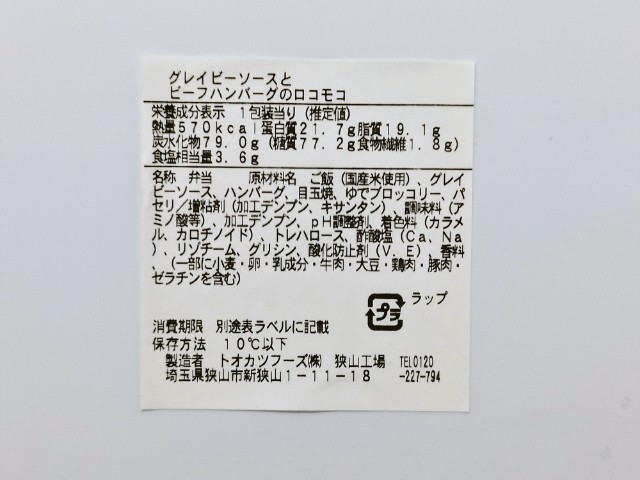 グレイビーソースと
ビーフハンバーグのロコモコ
栄養成分表示　1包装当り（推定値）
熱量570kcal蛋白質21.7g脂質19.1g
炭水化物79.0g（糖質77.2g食物繊維1.8g）
食塩相当量3.6g
名称　弁当　　原材料名　ご飯（国産米使用）、グレイ
ビーソース、ハンバーグ、目玉焼、ゆでブロッコリー、パ
セリ／増粘剤（加工デンプン、キサンタン）、調味料（ア
ミノ酸等）、加工デンプン、pH調整剤、着色料（カラメ
ル、カロチノイド）、トレハロース、酢酸塩（Ca、Na
）、リゾチーム、グリシン、酸化防止剤（V．E）、香料
、（一部に小麦・卵・乳成分・牛肉・大豆・鶏肉・豚肉・
ゼラチンを含む）
プラ ラップ
消費期限　別途表ラベルに記載
保存方法　10℃以下
製造者　トオカツフーズ㈱　狭山工場　TEL0120
埼玉県狭山市新狭山1－11－18　-227-794